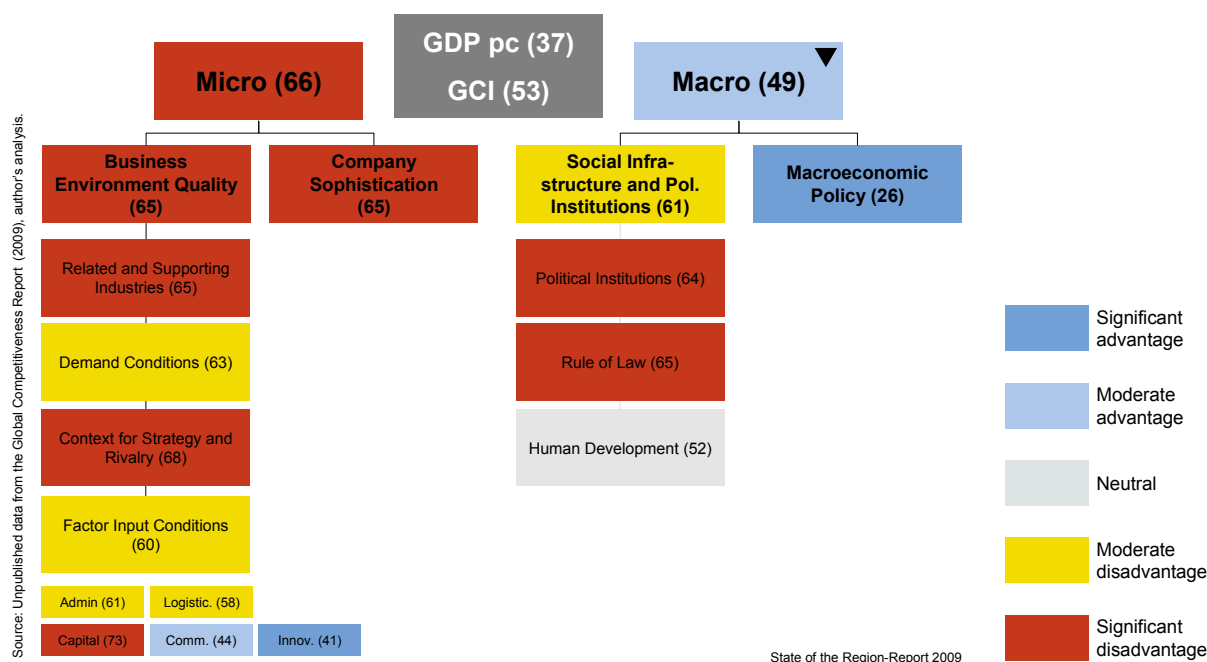 GDP pc (37)
GCI (53)
Micro (66)
Macro (49)
Business
Environment Quality
(65)
Company
Sophistication
(65)
Social Infra-
structure and Pol.
Institutions (61)
Macroeconomic
Policy (26)
Related and Supporting
Industries (65)
Political Institutions (64)
Demand Conditions (63)
Rule of Law (65)
Context for Strategy and
Rivalry (68)
Human Development (52)
Factor Input Conditions
(60)
Admin (61)
Logistic. (58)
Capital (73)
Comm. (44)
Innov. (41)
Significant
advantage
Moderate
advantage
Neutral
Moderate
disadvantage
Significant
disadvantage
Source: Unpublished data from the Global Competitiveness Report (2009), author's analysis.
State of the Region-Report 2009